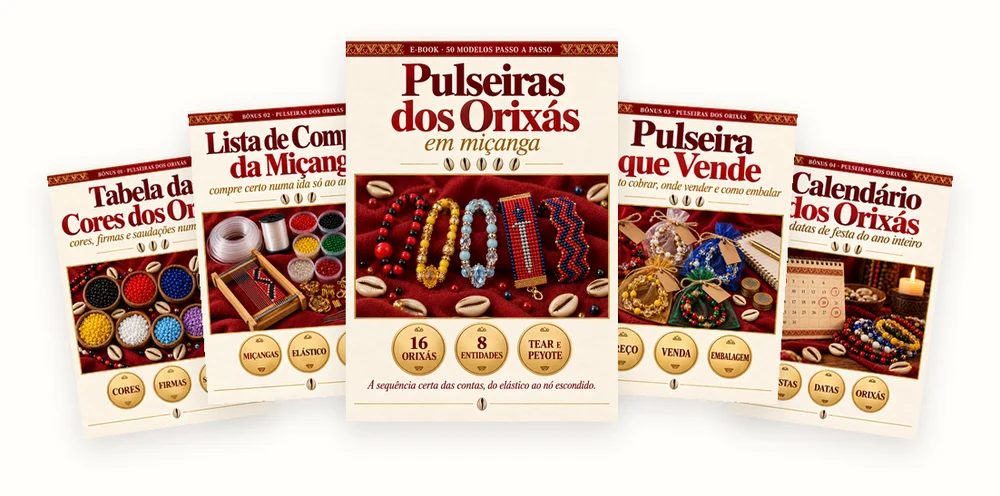 BÔNUS 01 · PULSEIRAS DOS ORIXÁS
Tabela da
Cores dos Or
cores, firmas e saudações num
CORES
FIRMAS
S
BÔNUS 02 · PULSEIRAS DOS ORIXÁS
Lista de Comp
da Miçang
compre certo numa ida só ao ar
MIÇANGAS
ELÁSTICO
E-BOOK · 50 MODELOS PASSO A PASSO
Pulseiras
dos Orixás
em miçanga
16
ORIXÁS
8
ENTIDADES
TEAR E
PEYOTE
A sequência certa das contas, do elástico ao nó escondido.
BÔNUS 03 · PULSEIRAS DOS ORIXÁS
Pulseira
que Vende
to cobrar, onde vender e como embalar
REÇO
VENDA
EMBALAGEM
BÔNUS 04 · PULSEIRAS DOS ORIXÁS
Calendário
dos Orixás
datas de festa do ano inteiro
STAS
DATAS
ORIXÁS